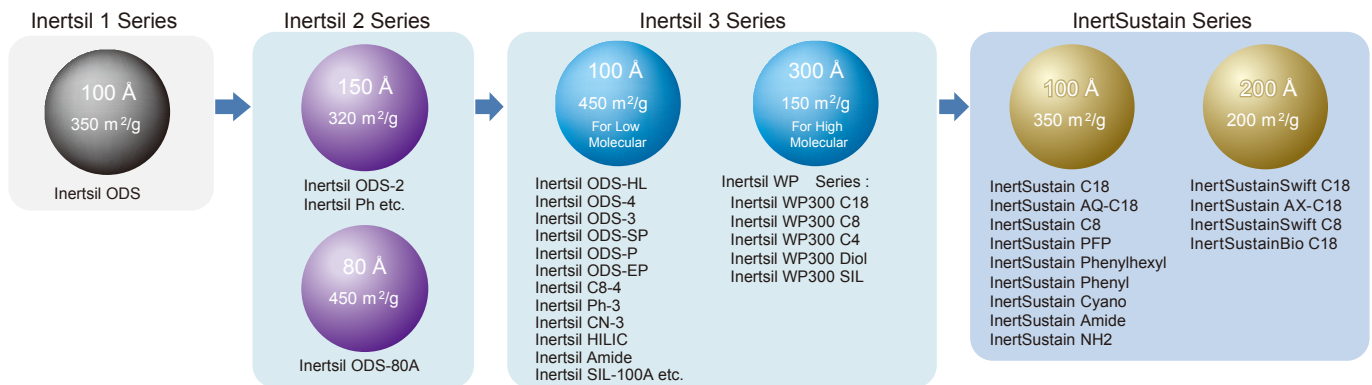 Inertsil 1 Series
100 Å
350 m²/g
Inertsil ODS
Inertsil 2 Series
150 Å
320 m²/g
Inertsil ODS-2
Inertsil Ph etc.
80 Å
450 m²/g
Inertsil ODS-80A
Inertsil 3 Series
100 Å
450 m²/g
For Low
Molecular
Inertsil ODS-HL
Inertsil ODS-4
Inertsil ODS-3
Inertsil ODS-SP
Inertsil ODS-P
Inertsil ODS-EP
Inertsil C8-4
Inertsil Ph-3
Inertsil CN-3
Inertsil HILIC
Inertsil Amide
Inertsil SIL-100A etc.
300 Å
150 m²/g
For High
Molecular
Inertsil WP Series :
Inertsil WP300 C18
Inertsil WP300 C8
Inertsil WP300 C4
Inertsil WP300 Diol
Inertsil WP300 SIL
InertSustain Series
100 Å
350 m²/g
InertSustain C18
InertSustain AQ-C18
InertSustain C8
InertSustain PFP
InertSustain Phenylhexyl
InertSustain Phenyl
InertSustain Cyano
InertSustain Amide
InertSustain NH2
200 Å
200 m²/g
InertSustainSwift C18
InertSustain AX-C18
InertSustainSwift C8
InertSustainBio C18